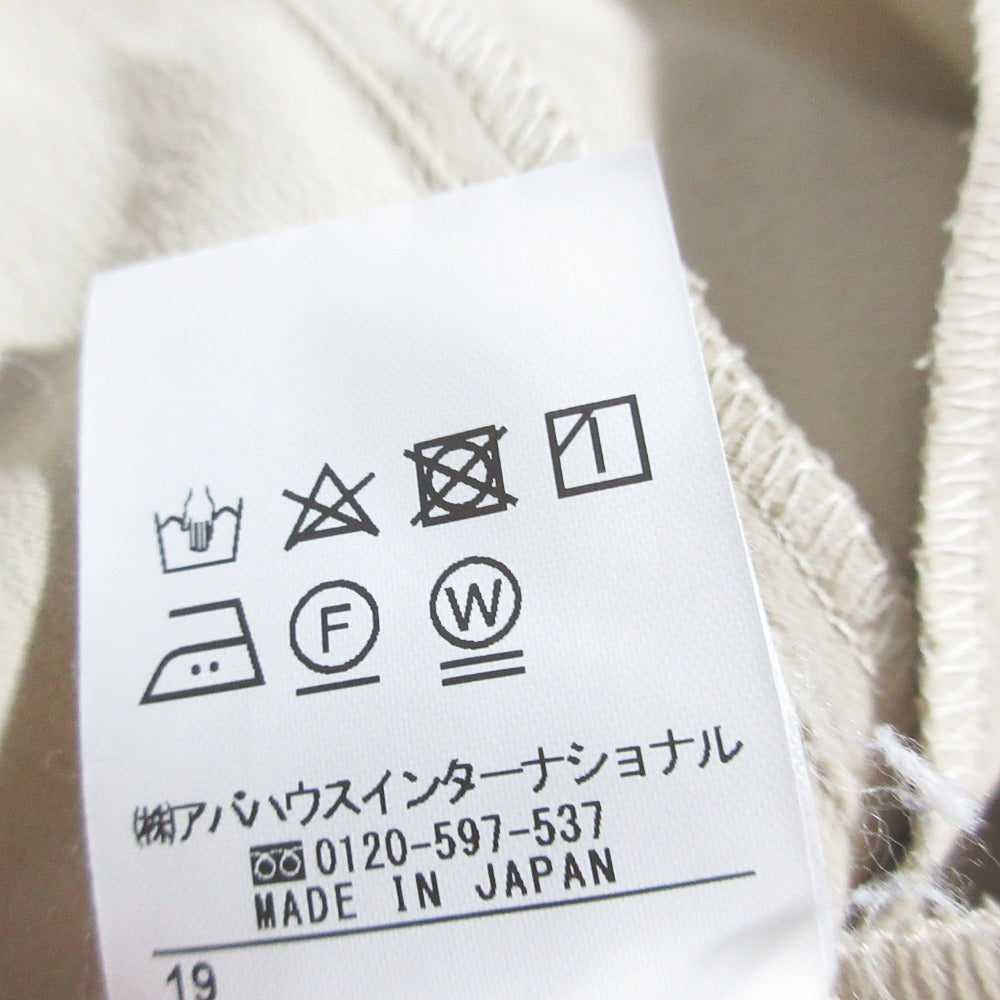 F W
㈱アバハウスインターナショナル
0120-597-537
MADE IN JAPAN
19